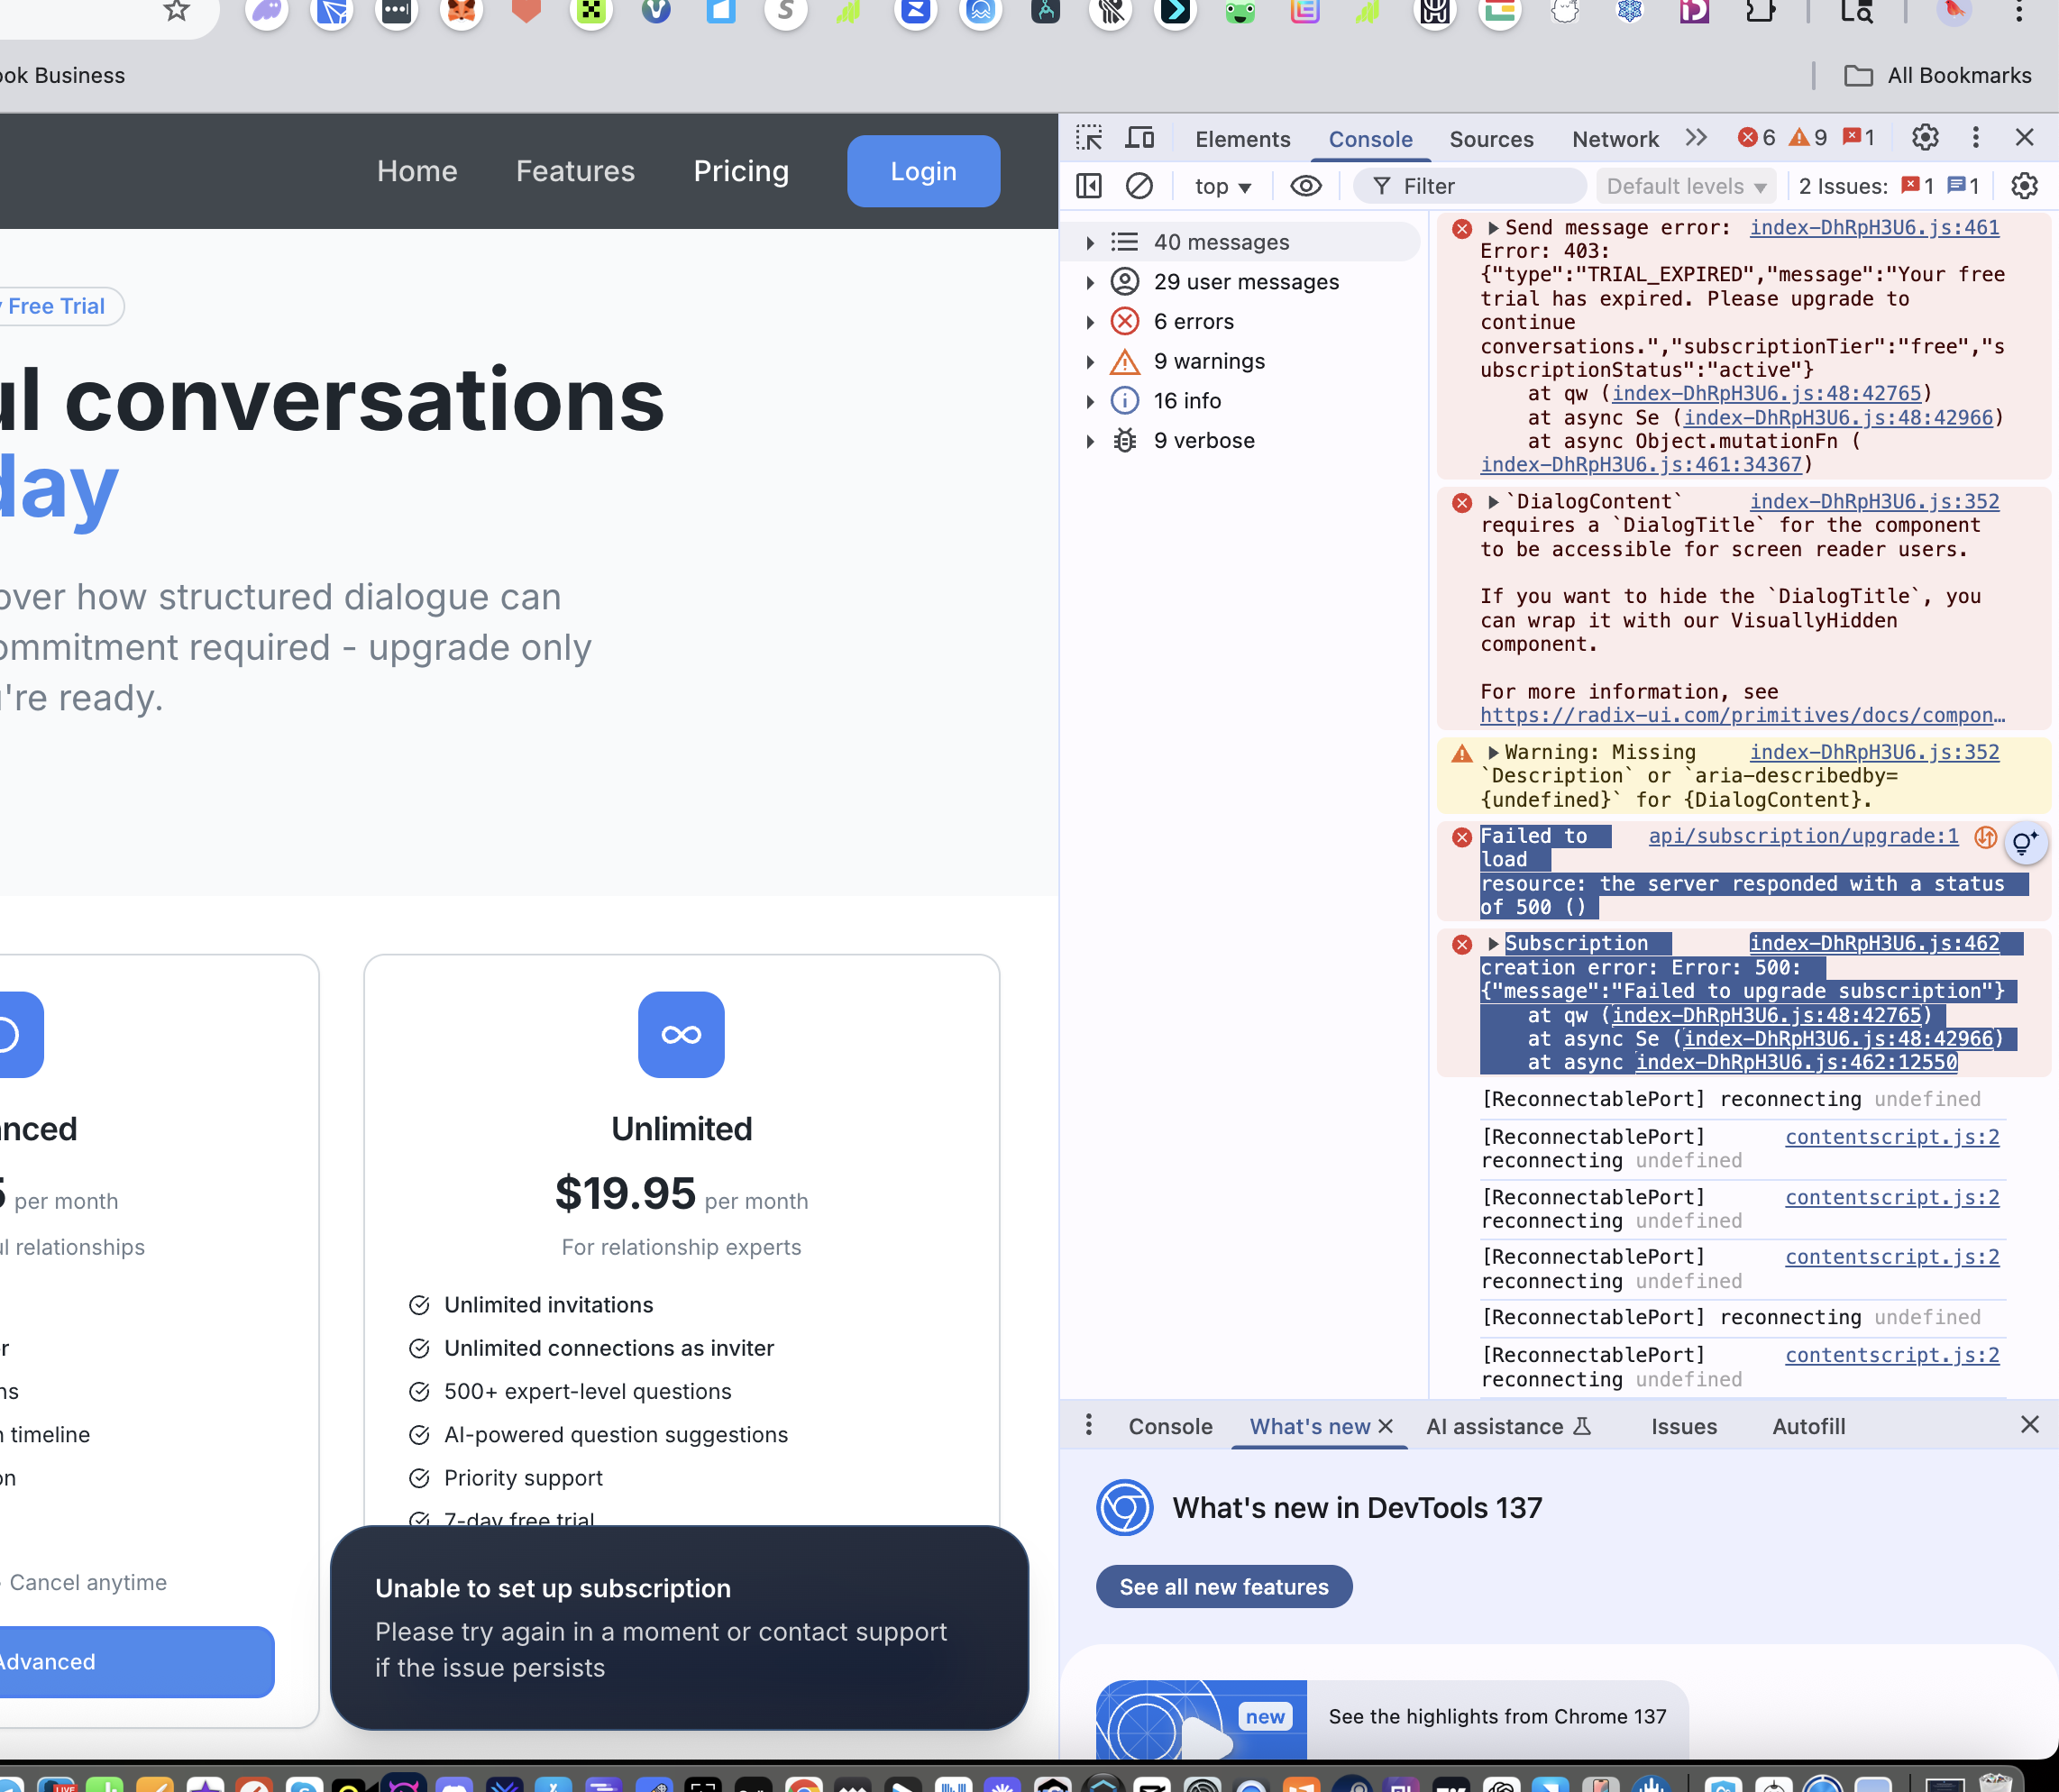 ook Business
All Bookmarks
Home Features Pricing Login
Free Trial
ul conversations
day
over how structured dialogue can
ommitment required - upgrade only
u're ready.
nced
5 per month
ul relationships
r
ns
n timeline
on
Cancel anytime
Advanced
Unlimited
$19.95 per month
For relationship experts
Unlimited invitations
Unlimited connections as inviter
500+ expert-level questions
AI-powered question suggestions
Priority support
7-day free trial
Unable to set up subscription
Please try again in a moment or contact support
if the issue persists
Elements Console Sources Network 6 9 1
top ▼ Filter Default levels ▼ 2 Issues: 1 1
40 messages
29 user messages
6 errors
9 warnings
16 info
9 verbose
Send message error: index-DhRpH3U6.js:461
Error: 403:
{"type":"TRIAL_EXPIRED","message":"Your free
trial has expired. Please upgrade to
continue
conversations.","subscriptionTier":"free","s
ubscriptionStatus":"active"}
at qw (index-DhRpH3U6.js:48:42765)
at async Se (index-DhRpH3U6.js:48:42966)
at async Object.mutationFn (
index-DhRpH3U6.js:461:34367)
`DialogContent` index-DhRpH3U6.js:352
requires a `DialogTitle` for the component
to be accessible for screen reader users.
If you want to hide the `DialogTitle`, you
can wrap it with our VisuallyHidden
component.
For more information, see
https://radix-ui.com/primitives/docs/compon…
Warning: Missing index-DhRpH3U6.js:352
`Description` or `aria-describedby=
{undefined}` for {DialogContent}.
Failed to api/subscription/upgrade:1
load
resource: the server responded with a status
of 500 ()
Subscription index-DhRpH3U6.js:462
creation error: Error: 500:
{"message":"Failed to upgrade subscription"}
at qw (index-DhRpH3U6.js:48:42765)
at async Se (index-DhRpH3U6.js:48:42966)
at async index-DhRpH3U6.js:462:12550
[ReconnectablePort] reconnecting undefined
[ReconnectablePort] contentscript.js:2
reconnecting undefined
[ReconnectablePort] contentscript.js:2
reconnecting undefined
[ReconnectablePort] contentscript.js:2
reconnecting undefined
[ReconnectablePort] reconnecting undefined
[ReconnectablePort] contentscript.js:2
reconnecting undefined
Console What's new AI assistance Issues Autofill
What's new in DevTools 137
See all new features
new
See the highlights from Chrome 137
LIVE